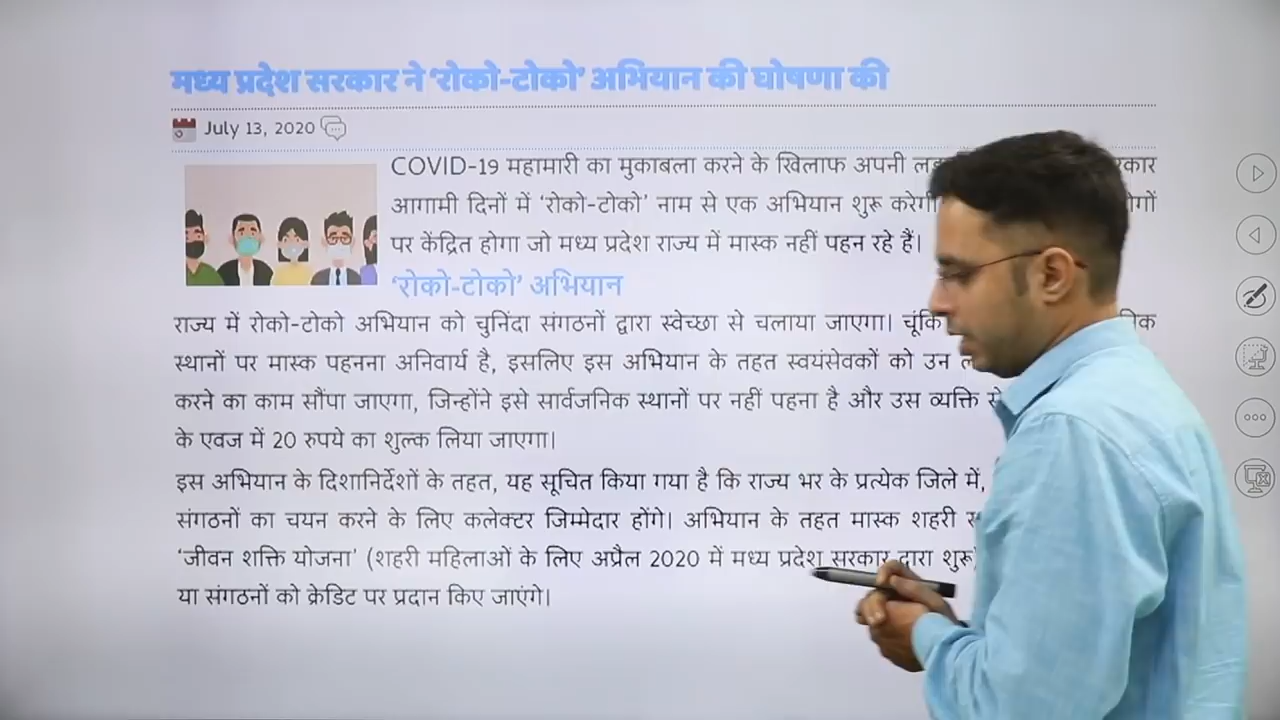 मध्य प्रदेश सरकार ने ‘रोको-टोको’ अभियान की घोषणा की
July 13, 2020
COVID-19 महामारी का मुकाबला करने के खिलाफ अपनी
आगामी दिनों में ‘रोको-टोको’ नाम से एक अभियान शुरू करेगी
पर केंद्रित होगा जो मध्य प्रदेश राज्य में मास्क नहीं पहन रहे हैं।
‘रोको-टोको’ अभियान
राज्य में रोको-टोको अभियान को चुनिंदा संगठनों द्वारा स्वेच्छा से चलाया जाएगा। चूंकि
स्थानों पर मास्क पहनना अनिवार्य है, इसलिए इस अभियान के तहत स्वयंसेवकों को उन
करने का काम सौंपा जाएगा, जिन्होंने इसे सार्वजनिक स्थानों पर नहीं पहना है और उस व्यक्ति
के एवज में 20 रुपये का शुल्क लिया जाएगा।
इस अभियान के दिशानिर्देशों के तहत, यह सूचित किया गया है कि राज्य भर के प्रत्येक जिले में,
संगठनों का चयन करने के लिए कलेक्टर जिम्मेदार होंगे। अभियान के तहत मास्क शहरी
‘जीवन शक्ति योजना’ (शहरी महिलाओं के लिए अप्रैल 2020 में मध्य प्रदेश सरकार द्वारा शुरू)
या संगठनों को क्रेडिट पर प्रदान किए जाएंगे।